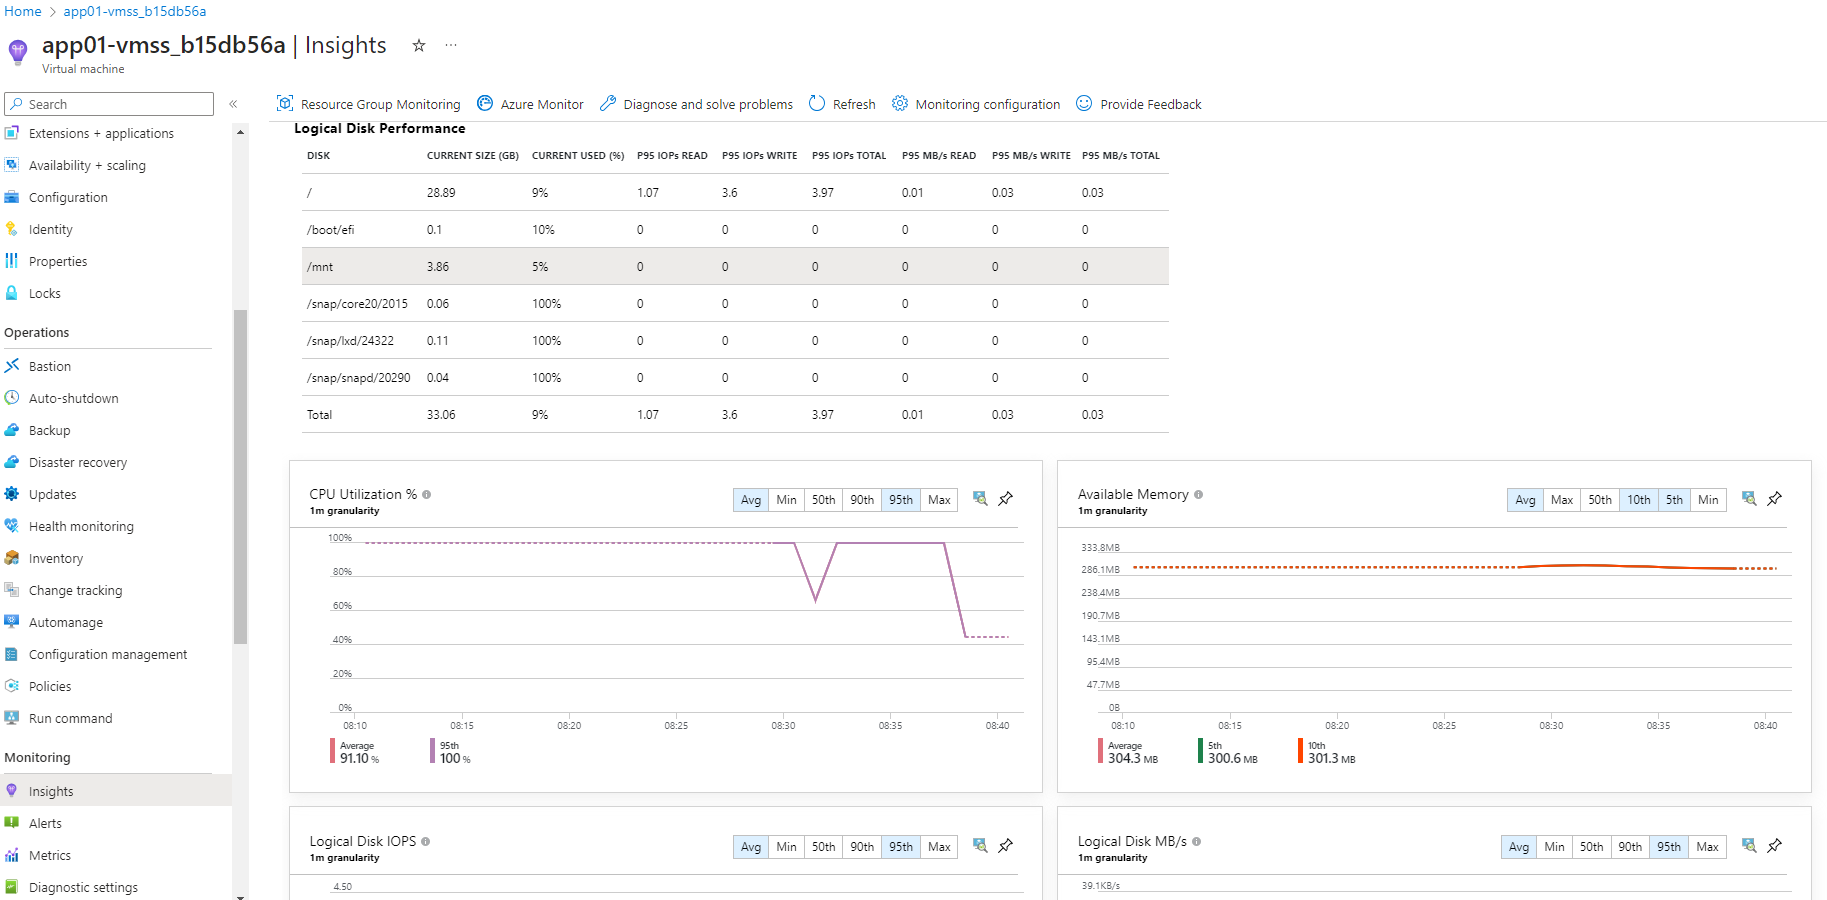 Home > app01-vmss_b15db56a
app01-vmss_b15db56a | Insights ☆ ...
Virtual machine
Search «
Resource Group Monitoring Azure Monitor Diagnose and solve problems Refresh Monitoring configuration Provide Feedback
Extensions + applications
Availability + scaling
Configuration
Identity
Properties
Locks
Operations
Bastion
Auto-shutdown
Backup
Disaster recovery
Updates
Health monitoring
Inventory
Change tracking
Automanage
Configuration management
Policies
Run command
Monitoring
Insights
Alerts
Metrics
Diagnostic settings
Logical Disk Performance
DISK CURRENT SIZE (GB) CURRENT USED (%) P95 IOPs READ P95 IOPs WRITE P95 IOPs TOTAL P95 MB/s READ P95 MB/s WRITE P95 MB/s TOTAL
/ 28.89 9% 1.07 3.6 3.97 0.01 0.03 0.03
/boot/efi 0.1 10% 0 0 0 0 0 0
/mnt 3.86 5% 0 0 0 0 0 0
/snap/core20/2015 0.06 100% 0 0 0 0 0 0
/snap/lxd/24322 0.11 100% 0 0 0 0 0 0
/snap/snapd/20290 0.04 100% 0 0 0 0 0 0
Total 33.06 9% 1.07 3.6 3.97 0.01 0.03 0.03
CPU Utilization %
1m granularity
Avg Min 50th 90th 95th Max
100%
80%
60%
40%
20%
0%
08:10 08:15 08:20 08:25 08:30 08:35 08:40
Average 95th
91.10 % 100 %
Available Memory
1m granularity
Avg Max 50th 10th 5th Min
333.8MB
286.1MB
238.4MB
190.7MB
143.1MB
95.4MB
47.7MB
0B
08:10 08:15 08:20 08:25 08:30 08:35 08:40
Average 5th 10th
304.3 MB 300.6 MB 301.3 MB
Logical Disk IOPS
1m granularity
Avg Min 50th 90th 95th Max
4.50
Logical Disk MB/s
1m granularity
Avg Min 50th 90th 95th Max
39.1KB/s